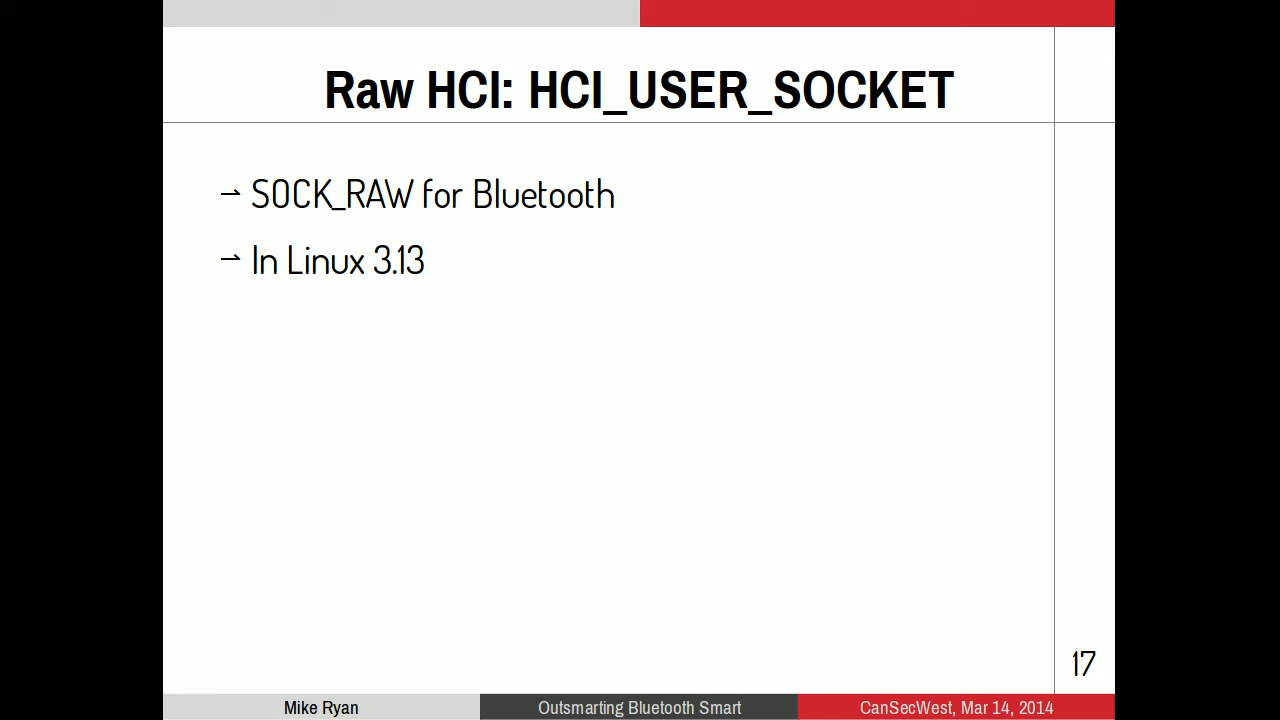 Raw HCI: HCI_USER_SOCKET
⇀ SOCK_RAW for Bluetooth
⇀ In Linux 3.13
17
Mike Ryan
Outsmarting Bluetooth Smart
CanSecWest, Mar 14, 2014